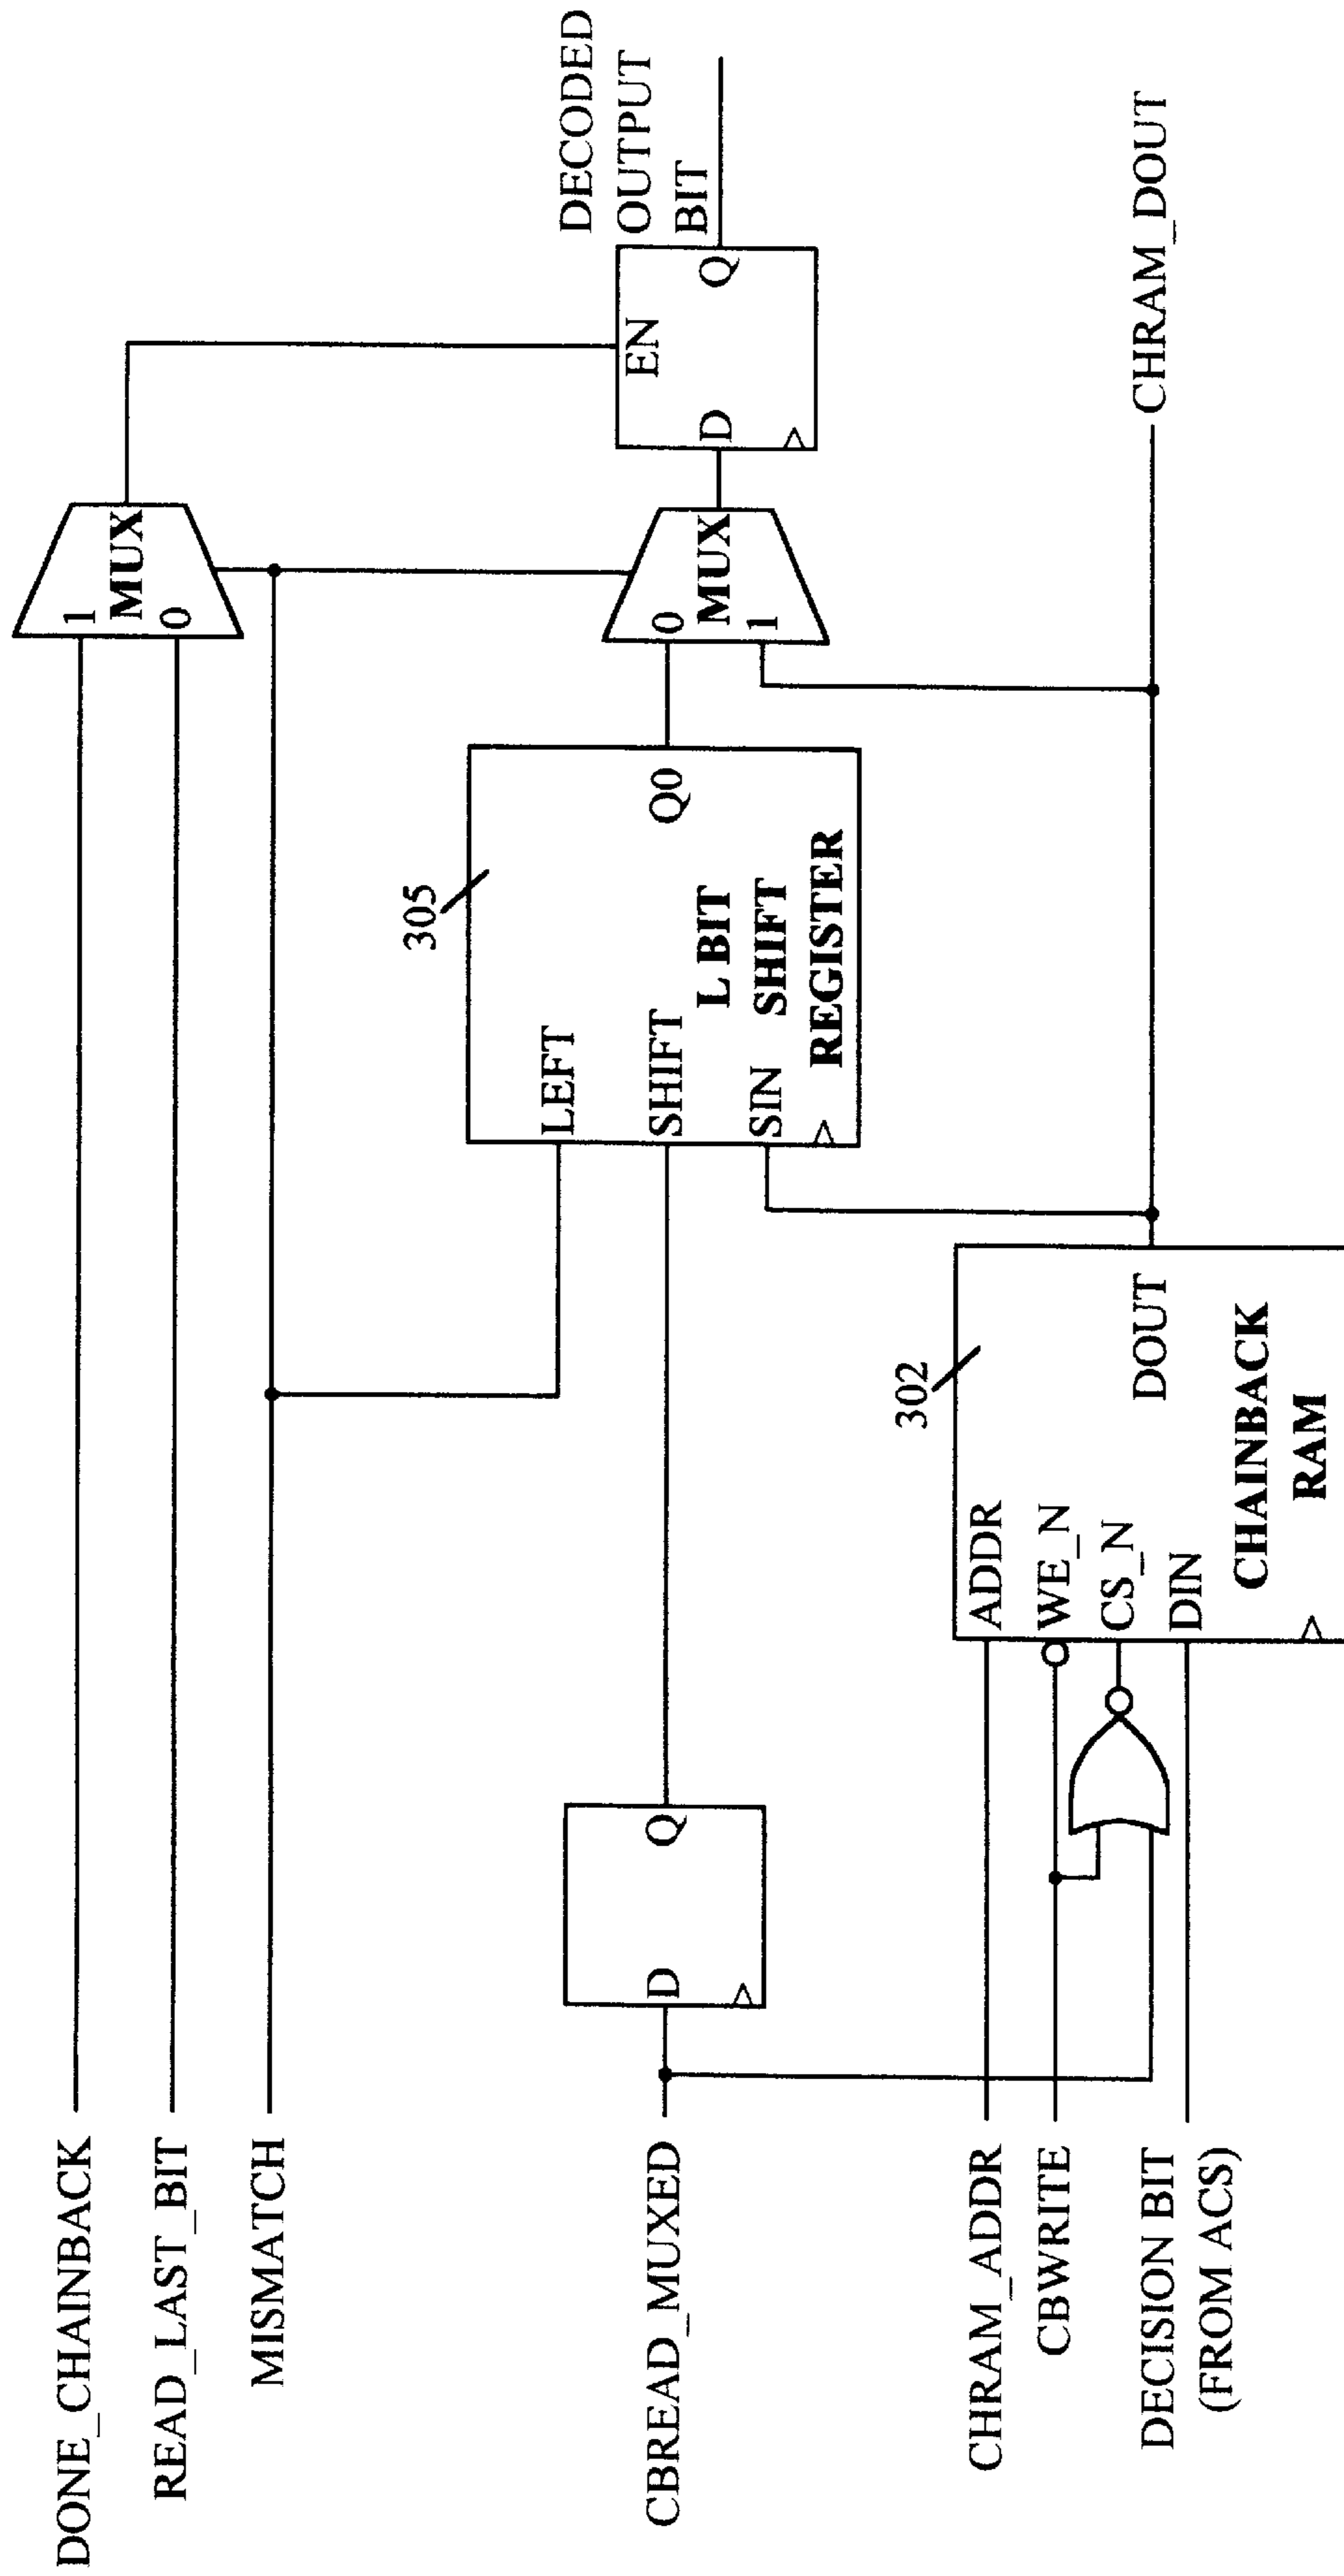 DONE_CHAINBACK
READ_LAST_BIT
MISMATCH
1
MUX
0
CBREAD_MUXED
D
Q
305
LEFT
SHIFT
SIN
Q0
L BIT
SHIFT
REGISTER
0
MUX
1
EN
D
Q
DECODED
OUTPUT
BIT
CHRAM_ADDR
CBWRITE
DECISION BIT
(FROM ACS)
302
ADDR
WE_N
CS_N
DIN
DOUT
CHAINBACK
RAM
CHRAM_DOUT